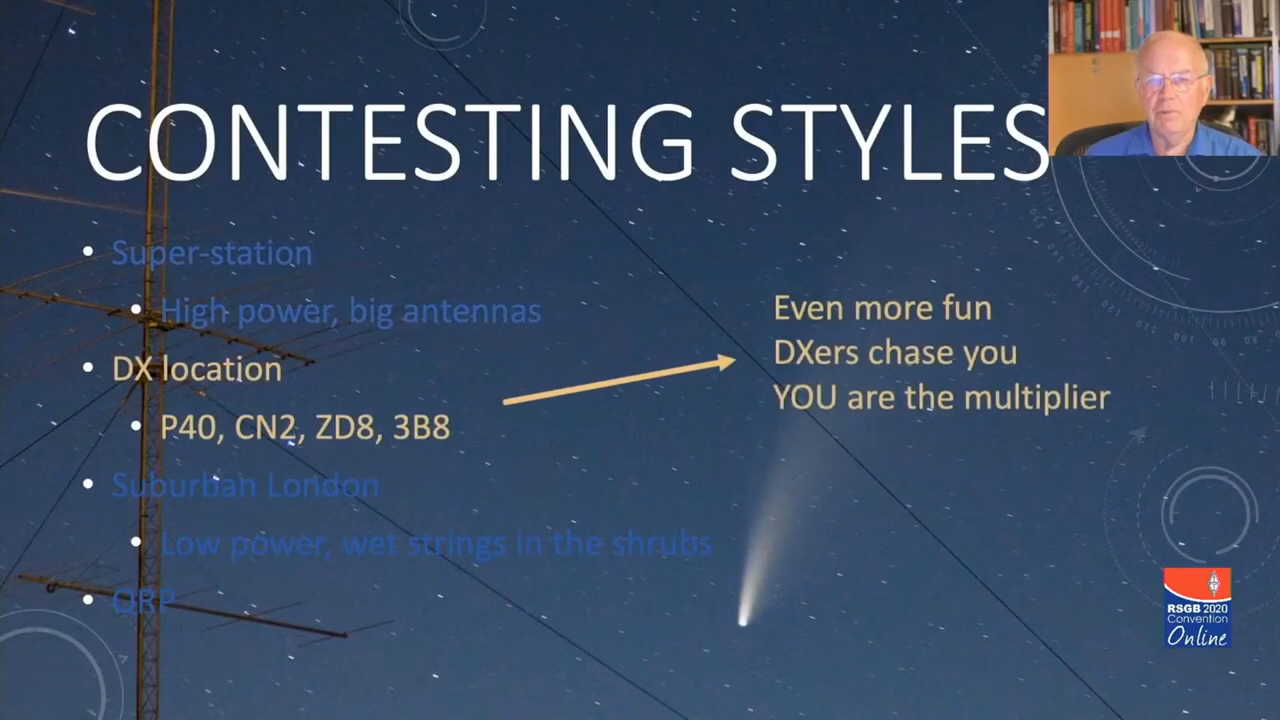 CONTESTING STYLES
• Super-station
• High power, big antennas
• DX location
• P40, CN2, ZD8, 3B8
• Suburban London
• Low power, wet strings in the shrubs
• QRP
Even more fun
DXers chase you
YOU are the multiplier
RSGB 2020
Convention
Online